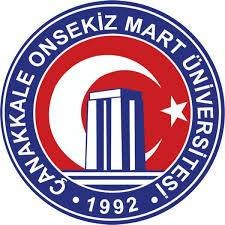 ÇANAKKALE ONSEKİZ MART ÜNİVERSİTESİ
• 1992 •